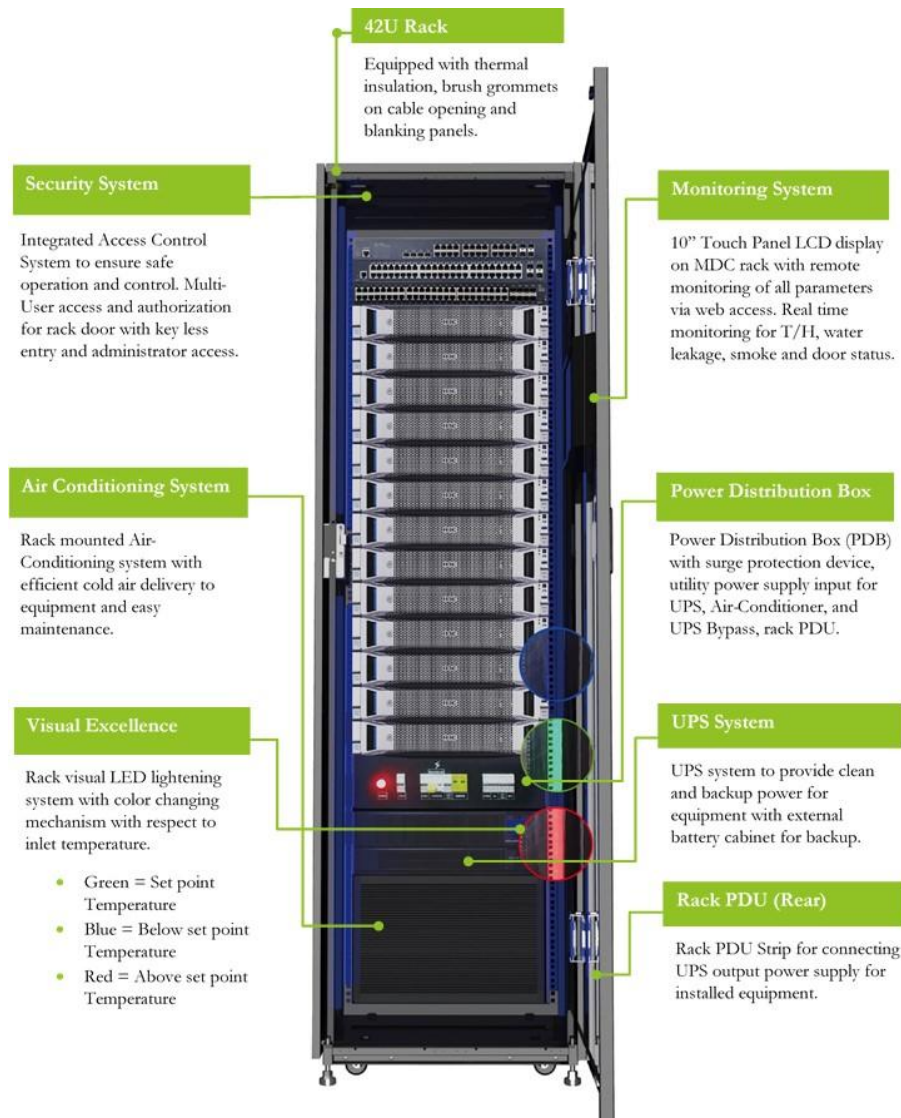 42U Rack
Equipped with thermal
insulation, brush grommets
on cable opening and
blanking panels.
Security System
Integrated Access Control
System to ensure safe
operation and control. Multi-
User access and authorization
for rack door with key less
entry and administrator access.
Monitoring System
10” Touch Panel LCD display
on MDC rack with remote
monitoring of all parameters
via web access. Real time
monitoring for T/H, water
leakage, smoke and door status.
Air Conditioning System
Rack mounted Air-
Conditioning system with
efficient cold air delivery to
equipment and easy
maintenance.
Power Distribution Box
Power Distribution Box (PDB)
with surge protection device,
utility power supply input for
UPS, Air-Conditioner, and
UPS Bypass, rack PDU.
Visual Excellence
Rack visual LED lightening
system with color changing
mechanism with respect to
inlet temperature.
• Green = Set point
Temperature
• Blue = Below set point
Temperature
• Red = Above set point
Temperature
UPS System
UPS system to provide clean
and backup power for
equipment with external
battery cabinet for backup.
Rack PDU (Rear)
Rack PDU Strip for connecting
UPS output power supply for
installed equipment.